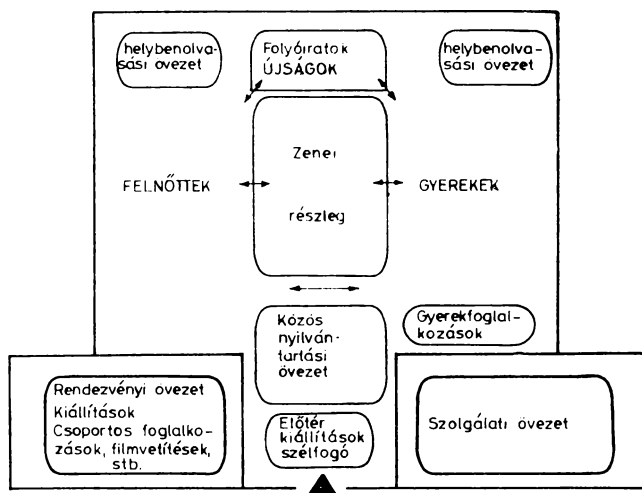 helybenolva-
sási övezet
Folyóiratok
ÚJSÁGOK
helybenolva-
sási övezet
Zenei
részleg
FELNŐTTEK
GYEREKEK
Közös
nyilván-
tartási
övezet
Gyerekfoglal-
kozások
Rendezvényi övezet
Kiállítások
Csoportos foglalko-
zások, filmvetítések,
stb.
Előtér
kiállítások
szélfogó
Szolgálati övezet